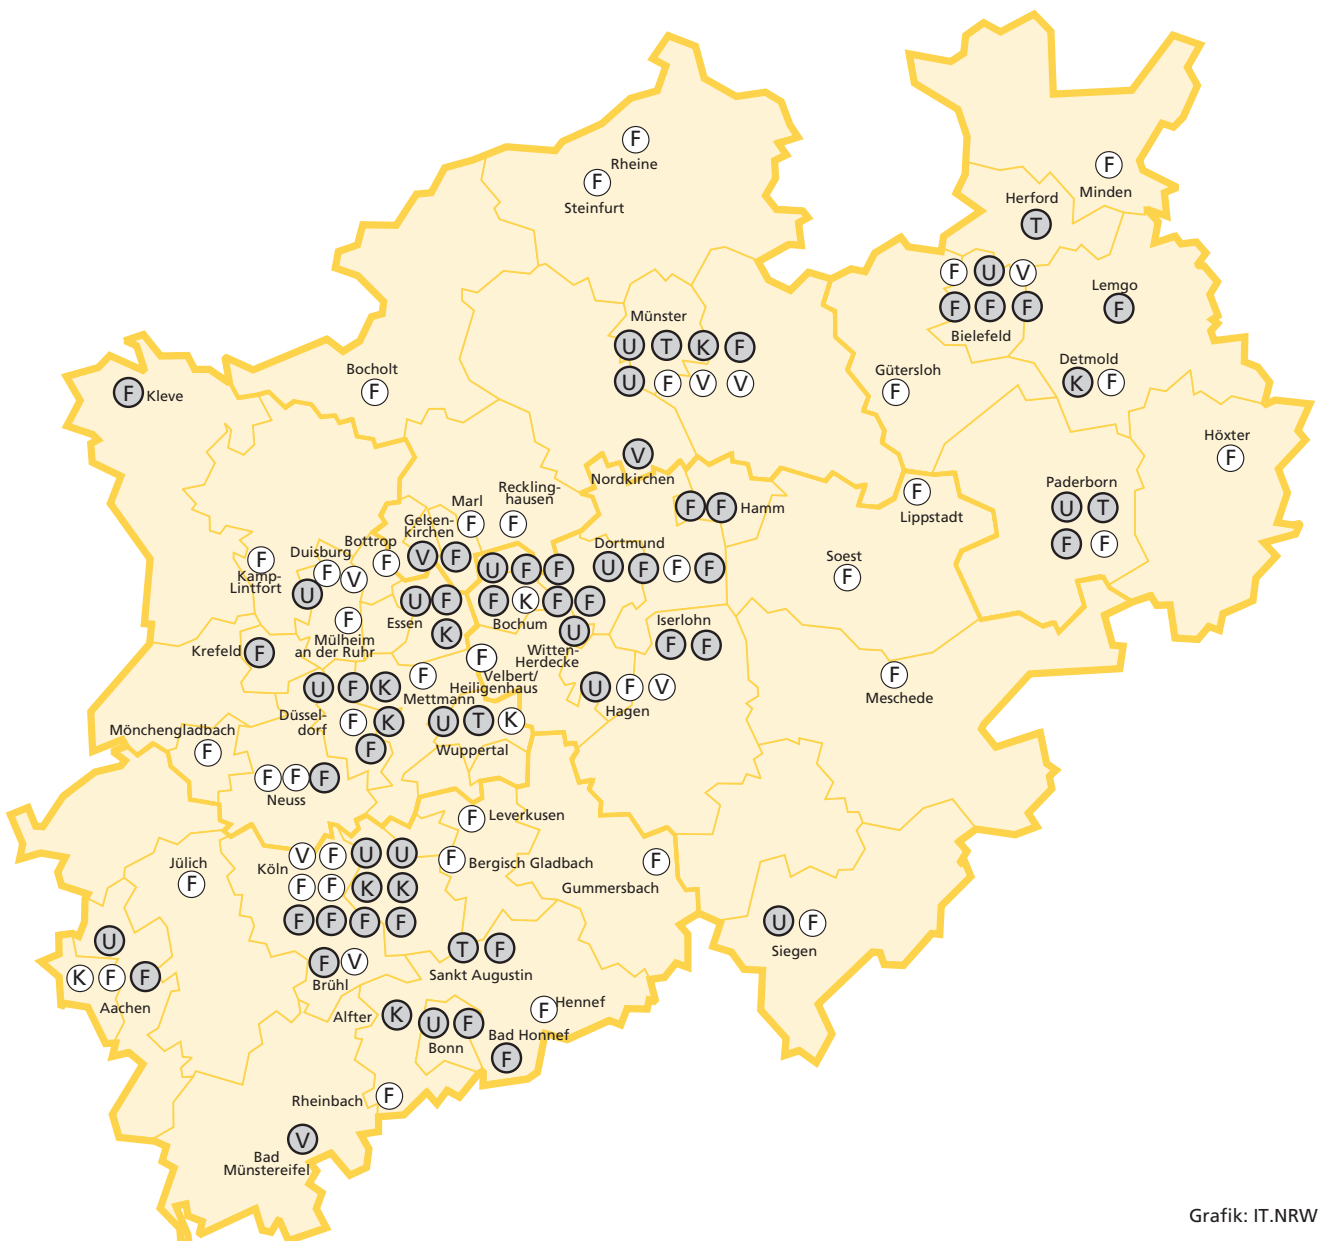 F
Rheine
F
Steinfurt
F
Minden
Herford
T
F U V
F F F
Bielefeld
Lemgo
F
Münster
U T K F
U F V V
Detmold
K F
Gütersloh
F
Bocholt
F
F Kleve
Höxter
F
V
Nordkirchen
F F Hamm
F
Lippstadt
Paderborn
U T
F F
Reckling-
hausen
F
Marl
F
Gelsen-
kirchen
V F
Bottrop
F
Duisburg
F V
U
F
Kamp-
Lintfort
U F F
F K F F
Bochum
Dortmund
U F F F
Soest
F
U F
Essen
K
F
Mülheim
an der Ruhr
Krefeld F
U
Witten-
Herdecke
Iserlohn
F F
F
Velbert/
Heiligenhaus
F
Mettmann
U F V
Hagen
F
Meschede
U F K
Düssel-
dorf
F K
F
U T K
Wuppertal
Mönchengladbach
F
F F F
Neuss
F Leverkusen
F Bergisch Gladbach
F
Gummersbach
Jülich
F
Köln
V F U U
F F K K
F F F F
U
K F F
Aachen
F V
Brühl
T F
Sankt Augustin
U F
Siegen
Alfter K
U F
Bonn
F Hennef
Bad Honnef
F
Rheinbach F
V
Bad
Münstereifel
Grafik: IT.NRW